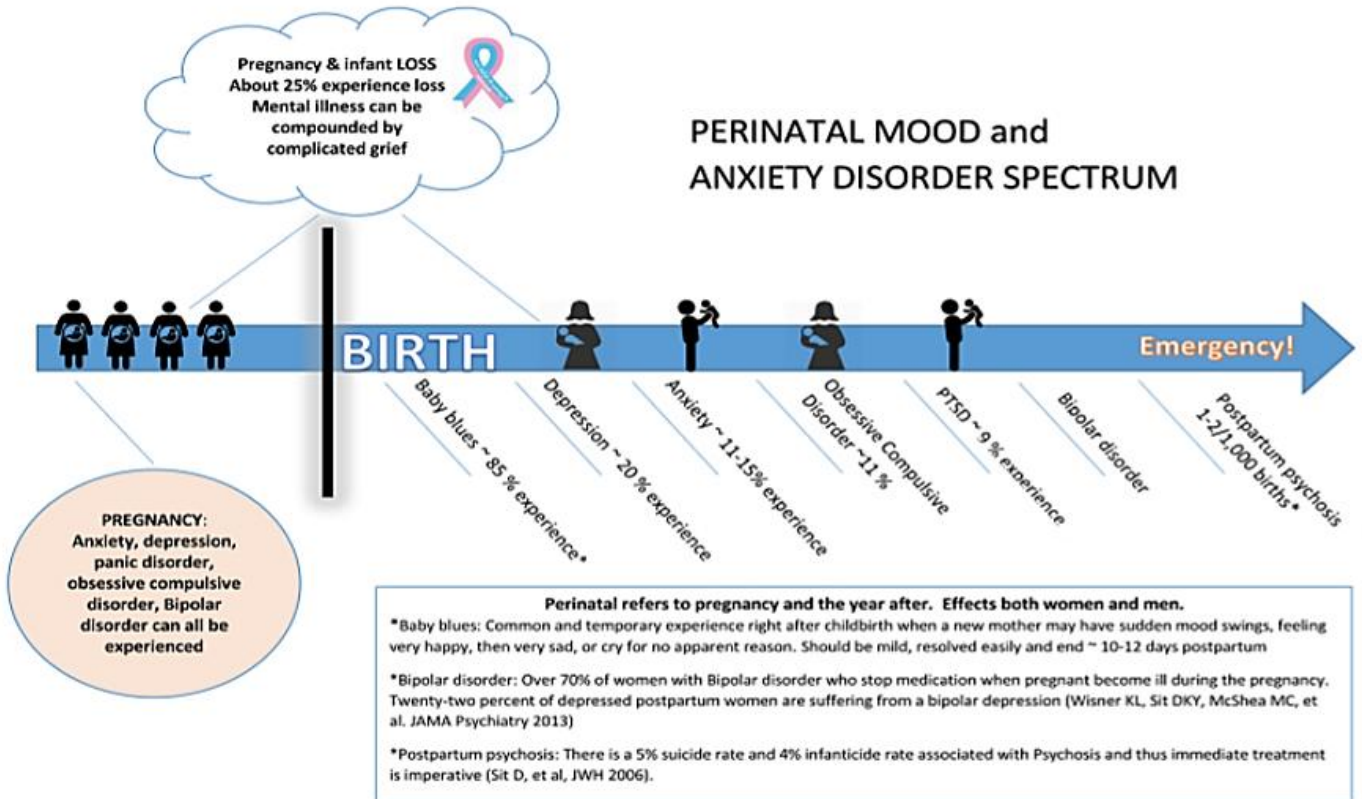 Pregnancy & infant LOSS
About 25% experience loss
Mental illness can be
compounded by
complicated grief
PERINATAL MOOD and
ANXIETY DISORDER SPECTRUM
BIRTH
Emergency!
Baby blues ~ 85 % experience*
Depression ~ 20 % experience
Anxiety ~ 11-15% experience
Obsessive Compulsive
Disorder ~11 %
PTSD ~ 9 % experience
Bipolar disorder
Postpartum psychosis
1-2/1,000 births*
PREGNANCY:
Anxiety, depression,
panic disorder,
obsessive compulsive
disorder, Bipolar
disorder can all be
experienced
Perinatal refers to pregnancy and the year after. Effects both women and men.
*Baby blues: Common and temporary experience right after childbirth when a new mother may have sudden mood swings, feeling
very happy, then very sad, or cry for no apparent reason. Should be mild, resolved easily and end ~ 10-12 days postpartum
*Bipolar disorder: Over 70% of women with Bipolar disorder who stop medication when pregnant become ill during the pregnancy.
Twenty-two percent of depressed postpartum women are suffering from a bipolar depression (Wisner KL, Sit DKY, McShea MC, et
al. JAMA Psychiatry 2013)
*Postpartum psychosis: There is a 5% suicide rate and 4% infanticide rate associated with Psychosis and thus immediate treatment
is imperative (Sit D, et al, JWH 2006).